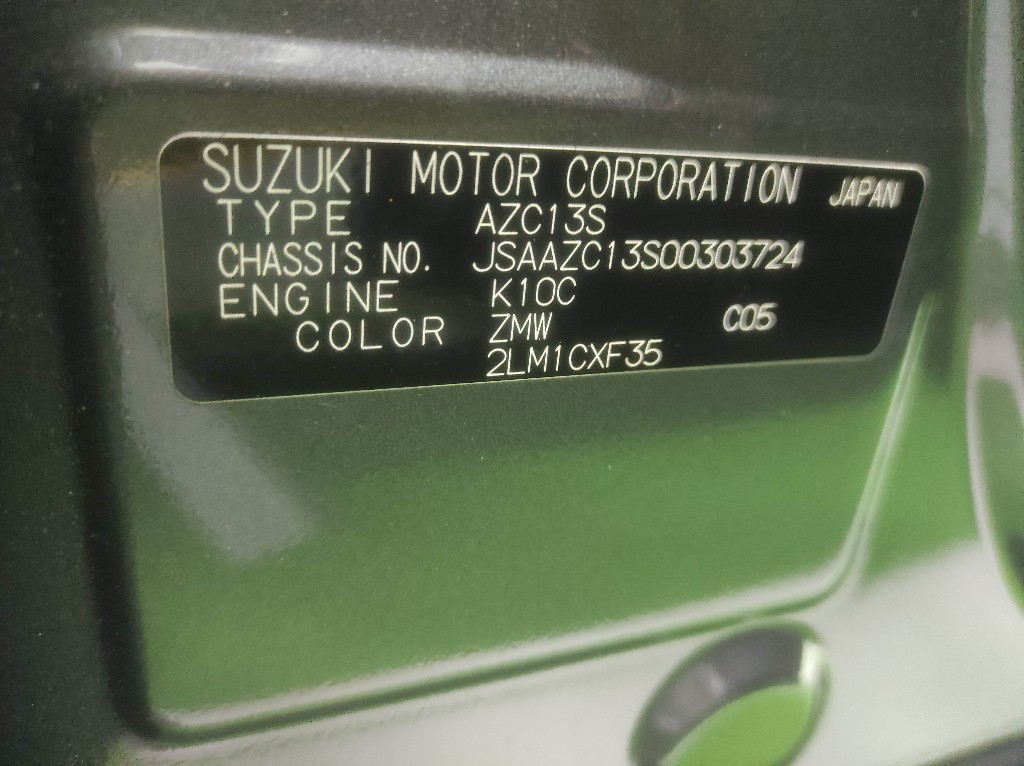 SUZUKI MOTOR CORPORATION JAPAN
TYPE AZC13S
CHASSIS NO. JSAAZC13S00303724
ENGINE K10C
COLOR ZMW C05
2LM1CXF35